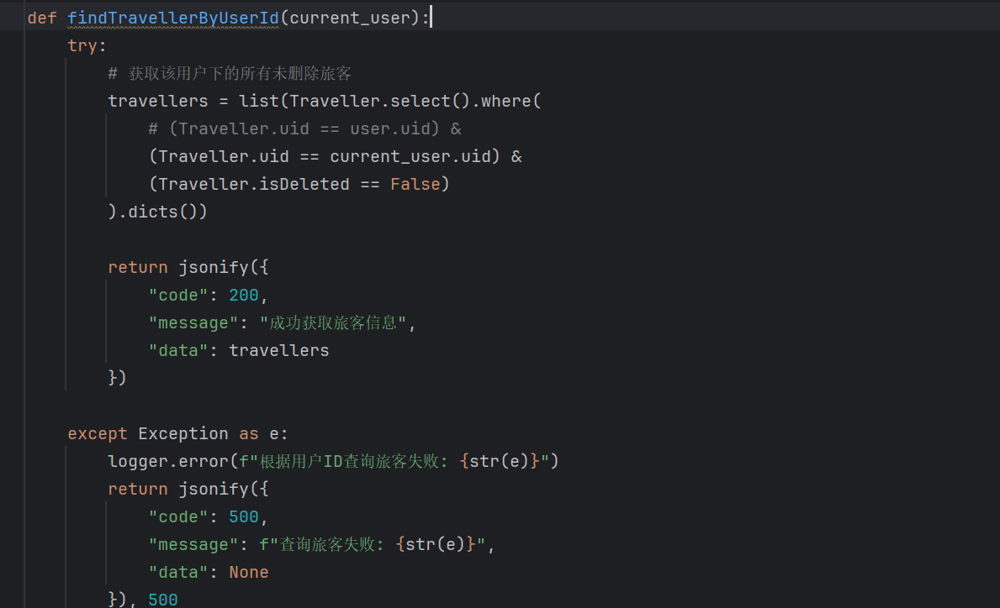 def findTravellerByUserId(current_user):
    try:
        # 获取该用户下的所有未删除旅客
        travellers = list(Traveller.select().where(
            # (Traveller.uid == user.uid) &
            (Traveller.uid == current_user.uid) &
            (Traveller.isDeleted == False)
        ).dicts())

        return jsonify({
            "code": 200,
            "message": "成功获取旅客信息",
            "data": travellers
        })

    except Exception as e:
        logger.error(f"根据用户ID查询旅客失败: {str(e)}")
        return jsonify({
            "code": 500,
            "message": f"查询旅客失败: {str(e)}",
            "data": None
        }), 500